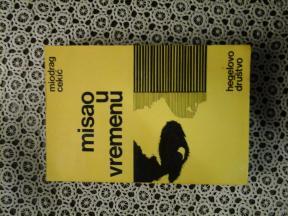 miodrag
cekić
misao
u
vremenu
hegelovo
društvo